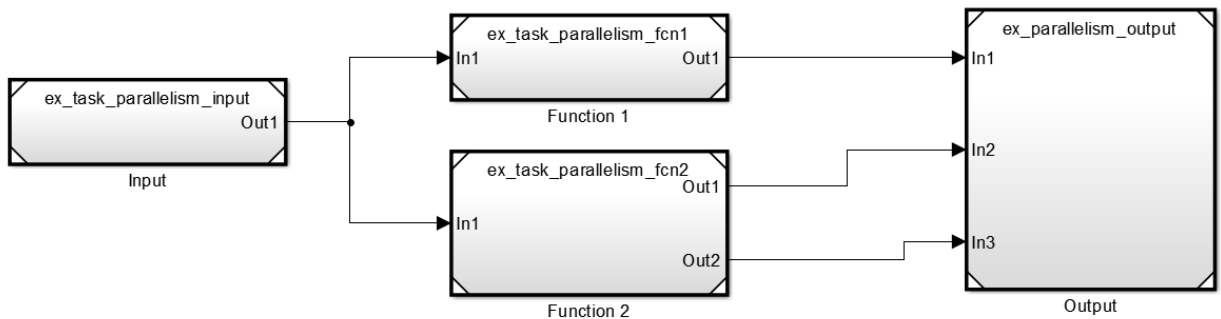 ex_task_parallelism_input
Out1
Input
ex_task_parallelism_fcn1
In1
Out1
Function 1
ex_task_parallelism_fcn2
Out1
In1
Out2
Function 2
ex_parallelism_output
In1
In2
In3
Output